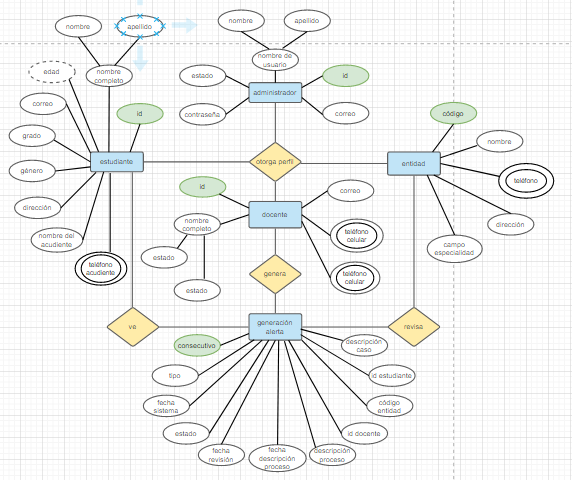 nombre
apellido
nombre
apellido
nombre de
usuario
edad
nombre
completo
estado
id
administrador
correo
id
contraseña
correo
código
grado
nombre
estudiante
otorga perfil
entidad
género
teléfono
id
docente
correo
dirección
nombre
completo
dirección
nombre del
acudiente
teléfono
celular
campo
especialidad
estado
teléfono
acudiente
genera
teléfono
celular
estado
ve
generación
alerta
revisa
consecutivo
descripción
caso
tipo
id estudiante
fecha
sistema
código
entidad
estado
id docente
fecha
revisión
fecha
descripción
proceso
descripción
proceso